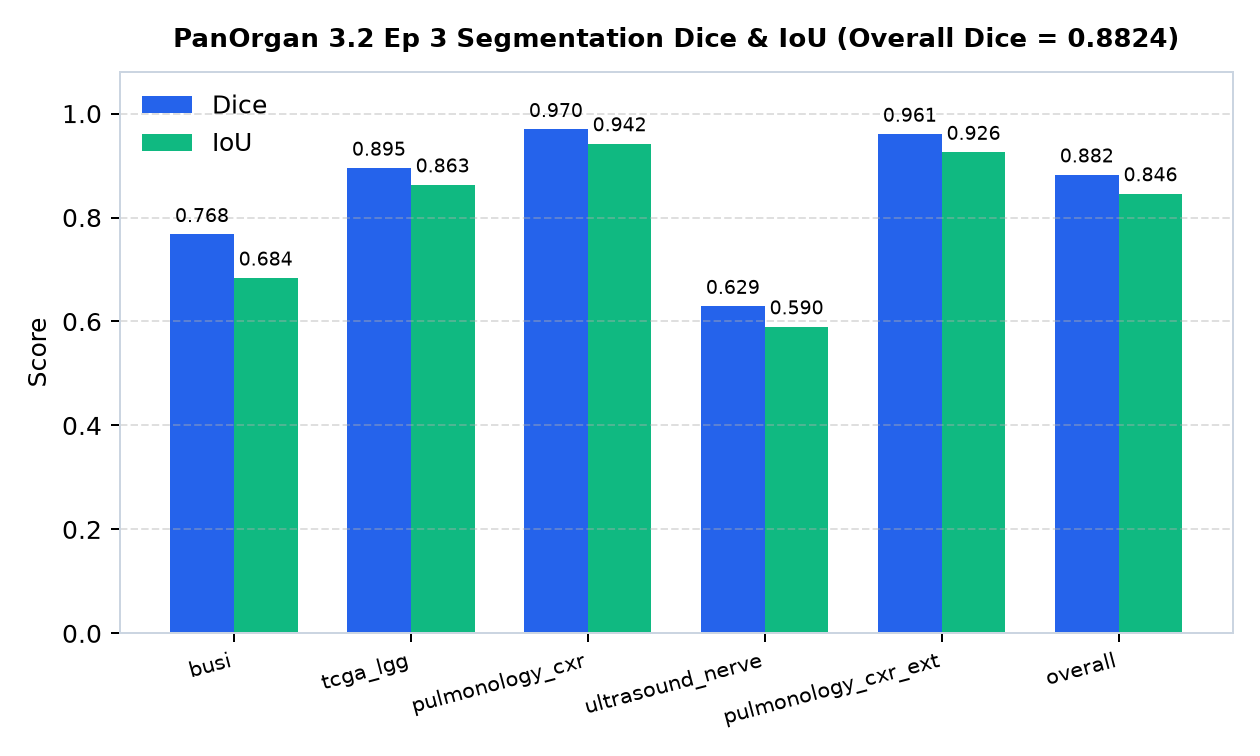 PanOrgan 3.2 Ep 3 Segmentation Dice & IoU (Overall Dice = 0.8824)
Dice
IoU
Score
1.0
0.8
0.6
0.4
0.2
0.0
0.768
0.684
0.895
0.863
0.970
0.942
0.629
0.590
0.961
0.926
0.882
0.846
busi
tcga_lgg
pulmonology_cxr
ultrasound_nerve
pulmonology_cxr_ext
overall